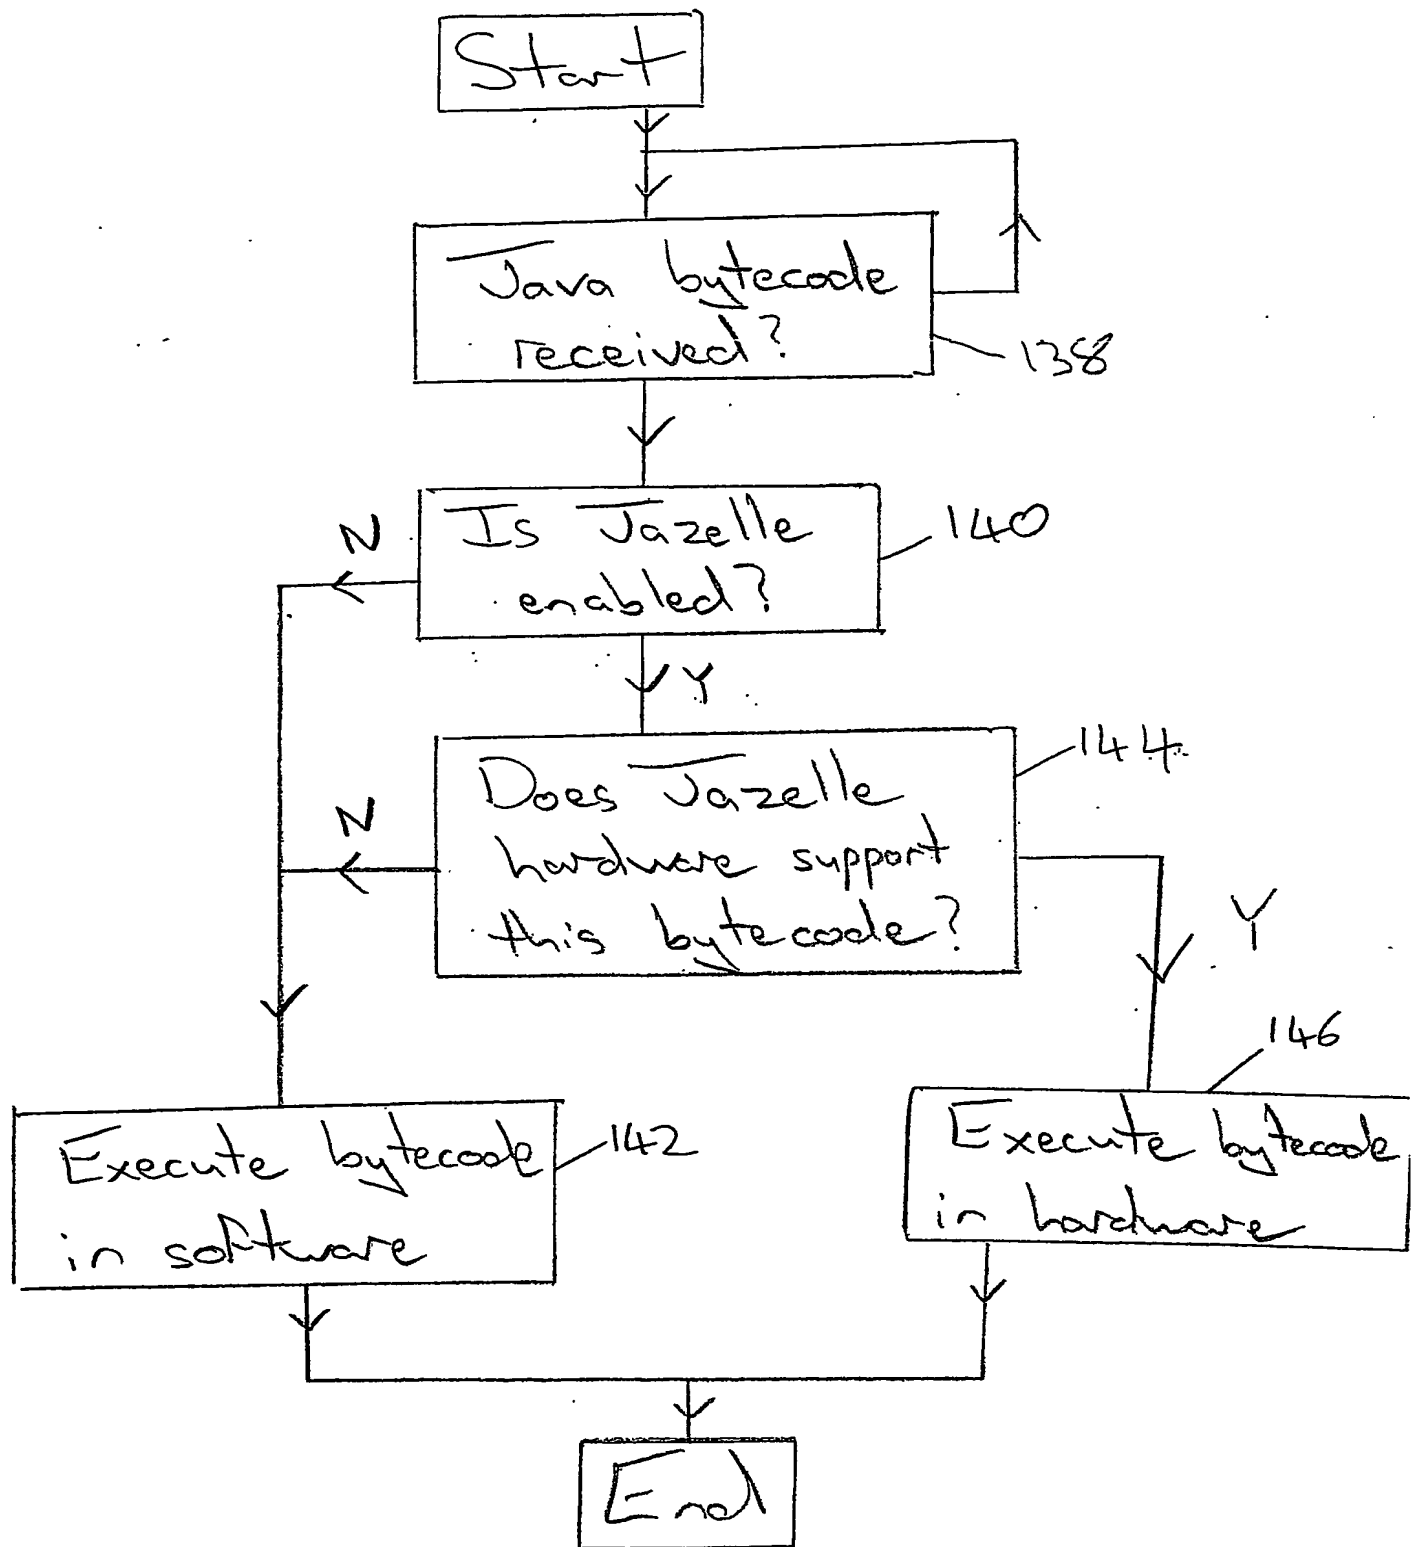 Start
Java bytecode
received?
138
Is Jazelle
enabled?
140
N
Y
Does Jazelle
hardware support
this bytecode?
144
N
Y
146
Execute bytecode
in software
142
Execute bytecode
in hardware
End